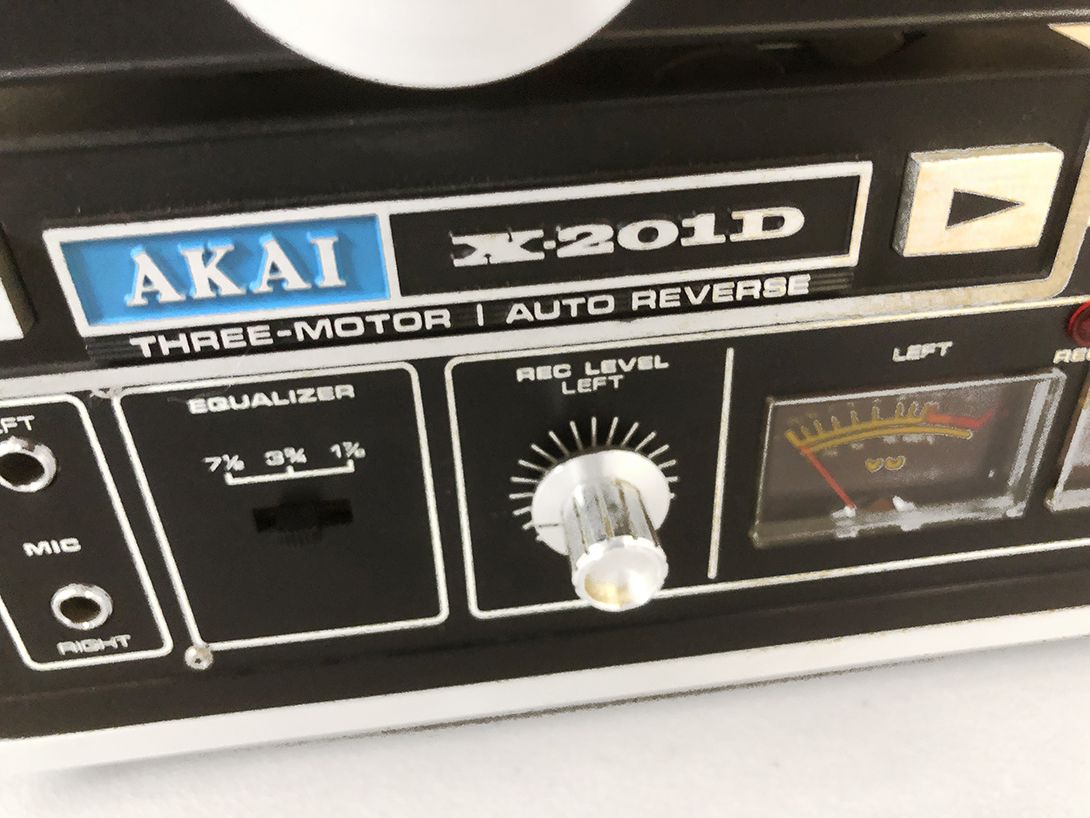 AKAI X-201D
THREE-MOTOR | AUTO REVERSE
MIC
RIGHT
EQUALIZER
7½ 3¾ 1⅞
REC LEVEL
LEFT
LEFT